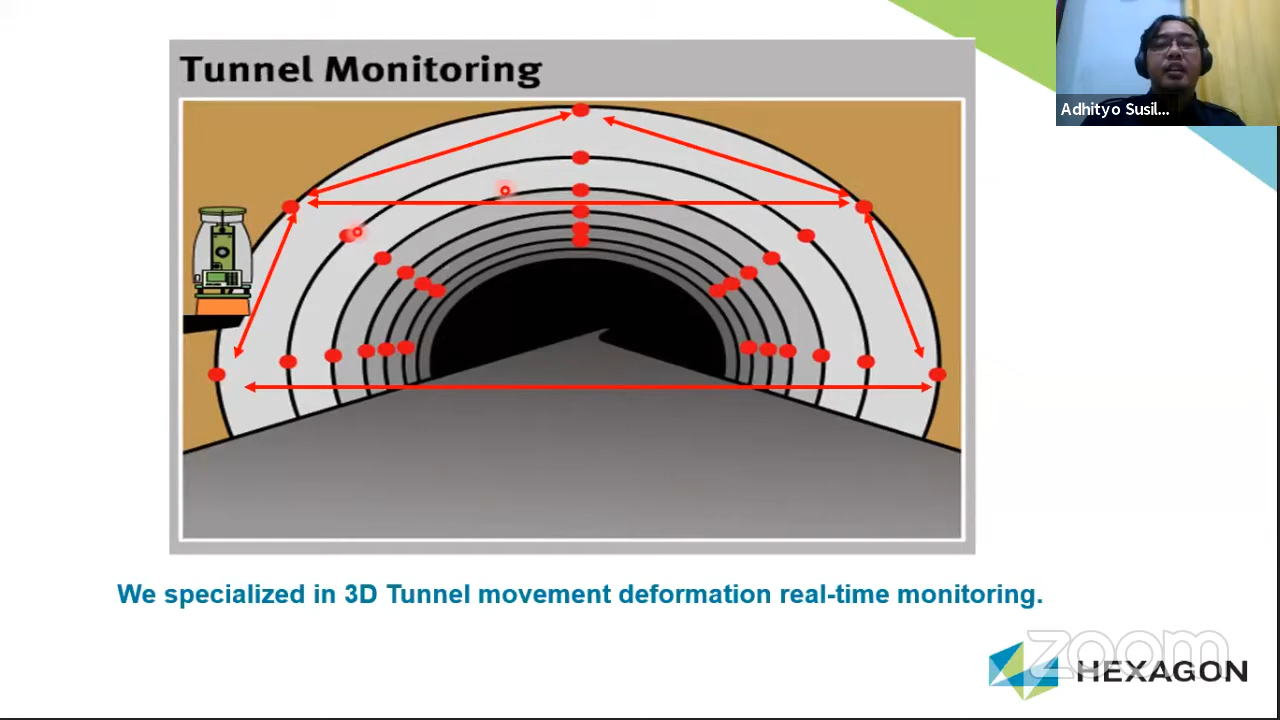 Tunnel Monitoring
Adhityo Susil...
We specialized in 3D Tunnel movement deformation real-time monitoring.
zoom
HEXAGON